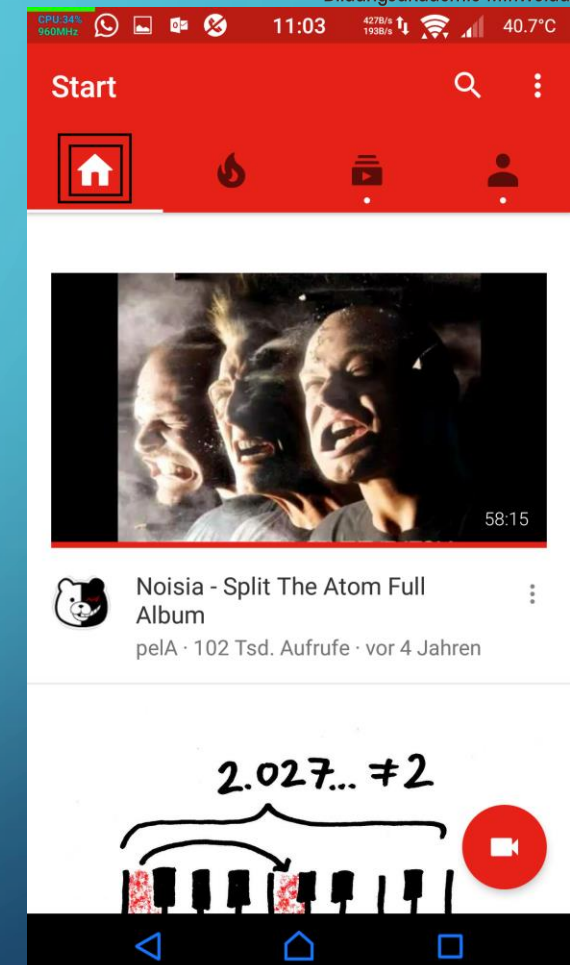 CPU:34%
960MHz
11:03
427B/s
193B/s
40.7°C
Start
58:15
Noisia - Split The Atom Full
Album
pelA · 102 Tsd. Aufrufe · vor 4 Jahren
2.027... ≠ 2